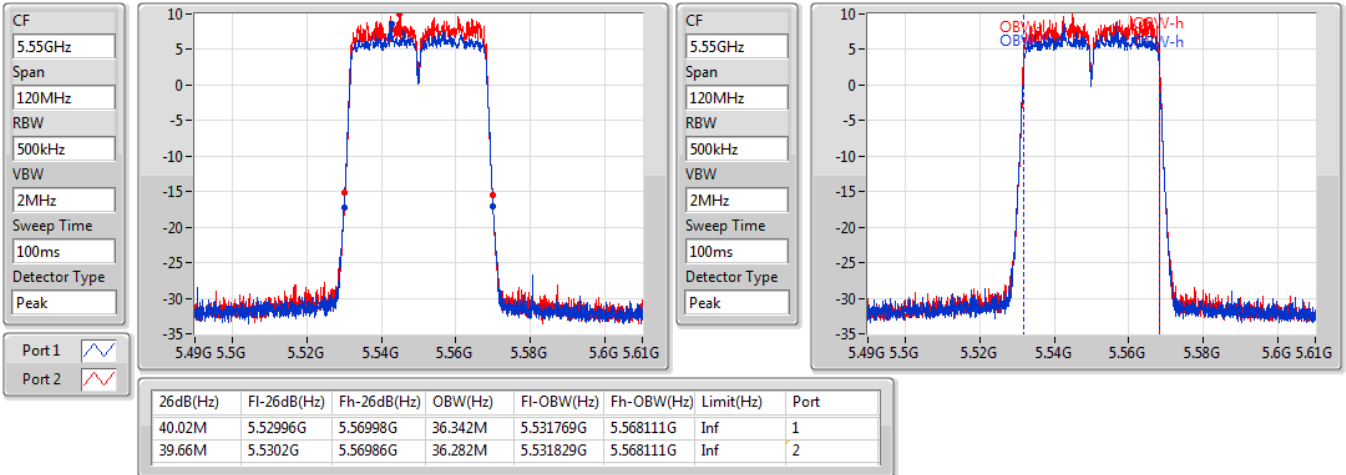 CF
5.55GHz
Span
120MHz
RBW
500kHz
VBW
2MHz
Sweep Time
100ms
Detector Type
Peak
Port 1
Port 2
10
5
0
-5
-10
-15
-20
-25
-30
-35
5.49G 5.5G 5.52G 5.54G 5.56G 5.58G 5.6G 5.61G
CF
5.55GHz
Span
120MHz
RBW
500kHz
VBW
2MHz
Sweep Time
100ms
Detector Type
Peak
10
5
0
-5
-10
-15
-20
-25
-30
-35
OBW-h
OBW-h
5.49G 5.5G 5.52G 5.54G 5.56G 5.58G 5.6G 5.61G
26dB(Hz) Fl-26dB(Hz) Fh-26dB(Hz) OBW(Hz) Fl-OBW(Hz) Fh-OBW(Hz) Limit(Hz) Port
40.02M 5.52996G 5.56998G 36.342M 5.531769G 5.568111G Inf 1
39.66M 5.5302G 5.56986G 36.282M 5.531829G 5.568111G Inf 2